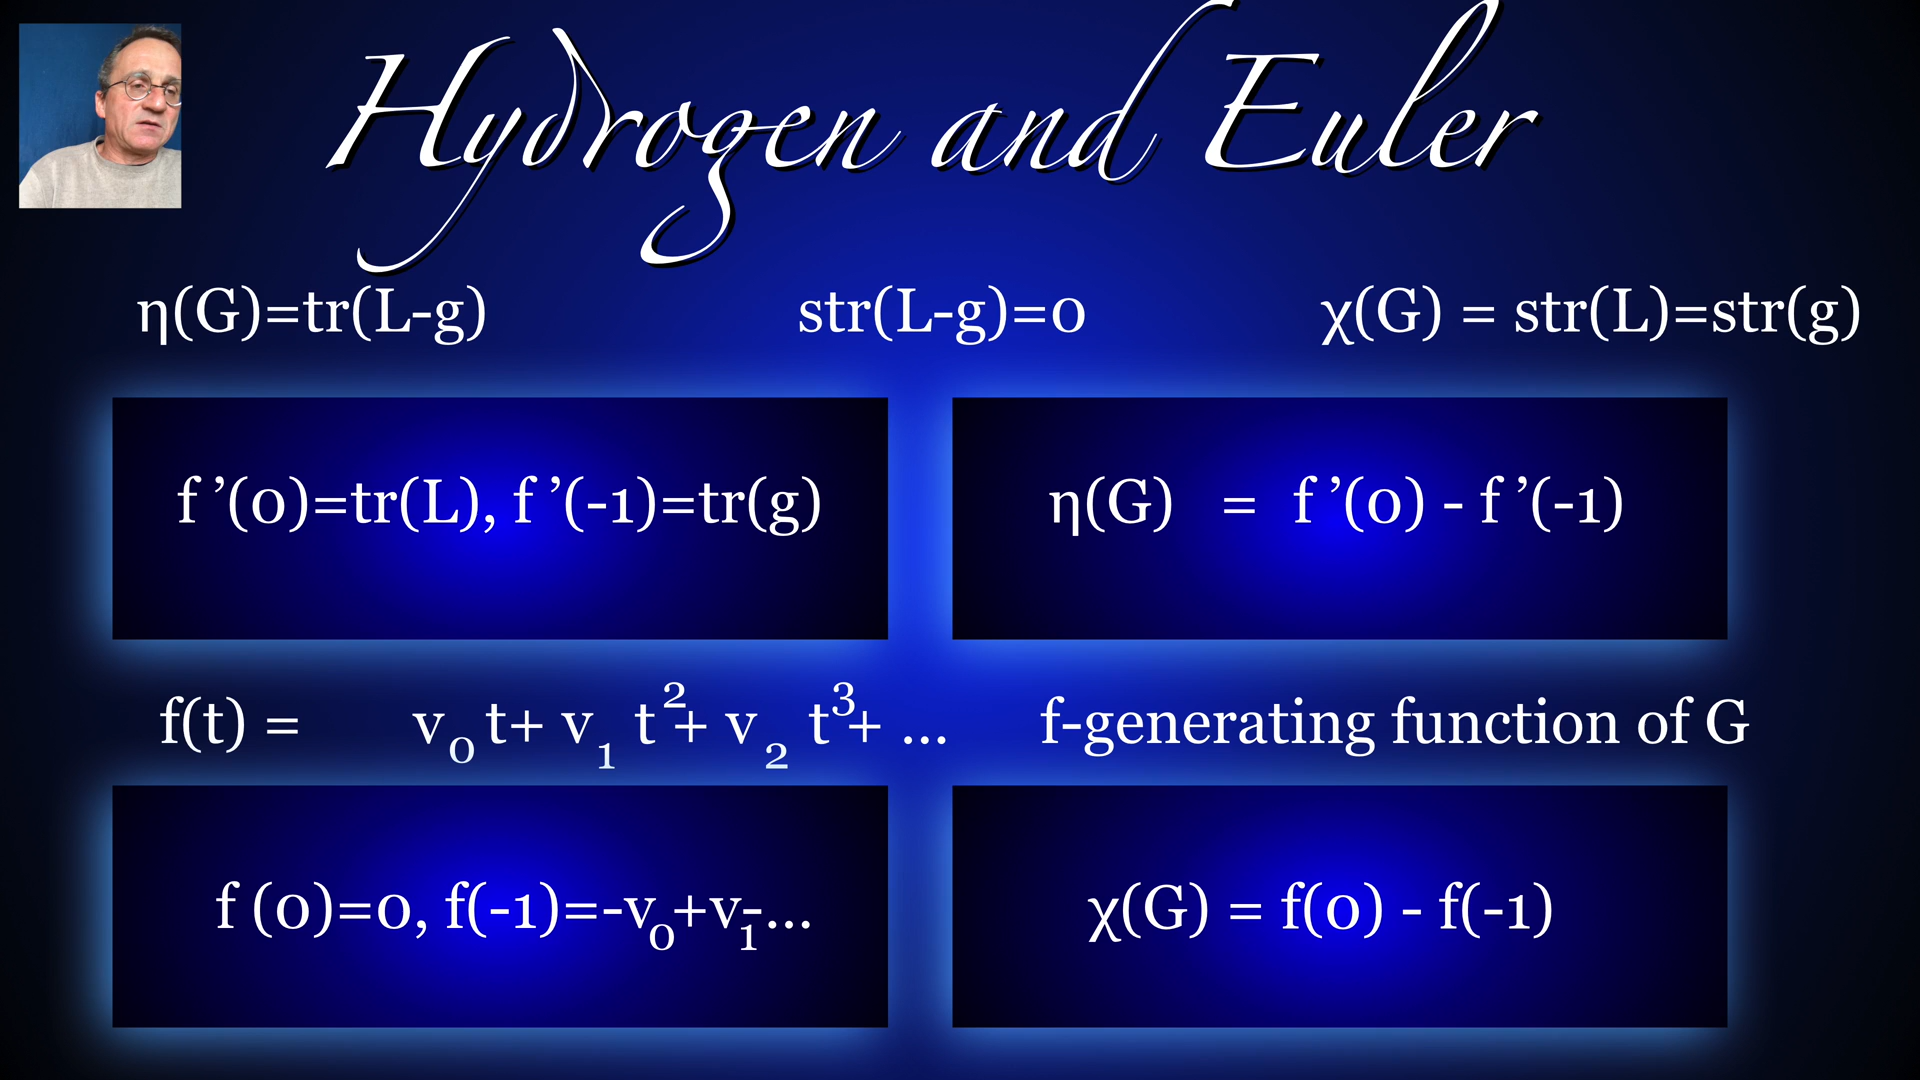 Hydrogen and Euler
η(G)=tr(L-g)
str(L-g)=0
χ(G) = str(L)=str(g)
f ’(0)=tr(L), f ’(-1)=tr(g)
η(G) = f ’(0) - f ’(-1)
f(t) = v₀ t+ v₁ t²+ v₂ t³+ ...
f-generating function of G
f (0)=0, f(-1)=-v₀+v₁-...
χ(G) = f(0) - f(-1)